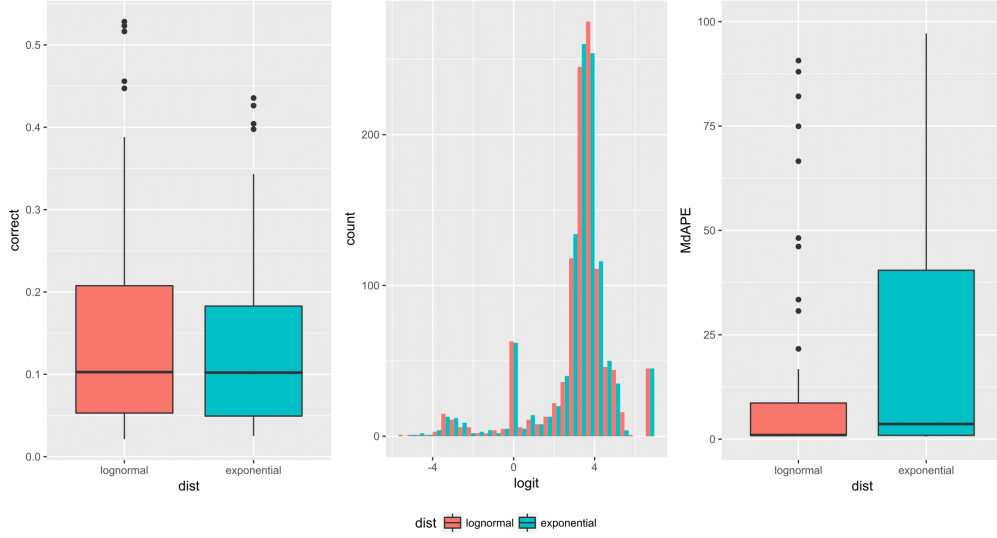 correct
0.5
0.4
0.3
0.2
0.1
0.0
lognormal
exponential
dist
count
200
100
0
-4
0
4
logit
MdAPE
100
75
50
25
0
lognormal
exponential
dist
dist lognormal exponential